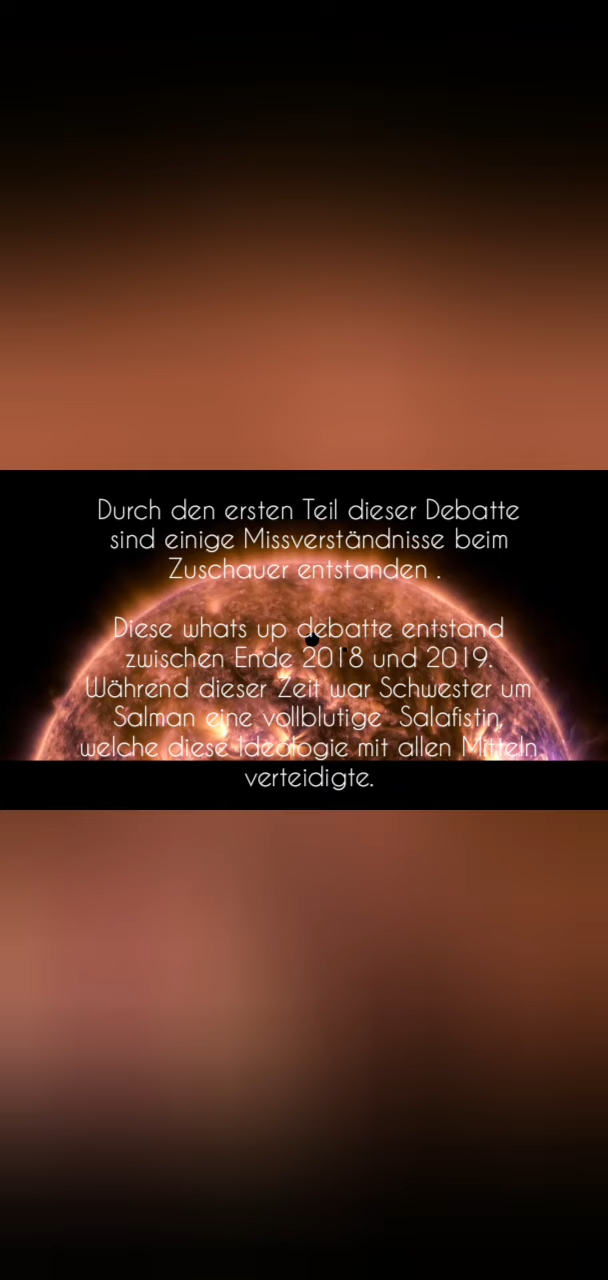 Durch den ersten Teil dieser Debatte
sind einige Missverständnisse beim
Zuschauer entstanden .
Diese whats up debatte entstand
zwischen Ende 2018 und 2019.
Während dieser Zeit war Schwester um
Salman eine vollblutige Salafistin,
welche diese Ideologie mit allen Mitteln
verteidigte.